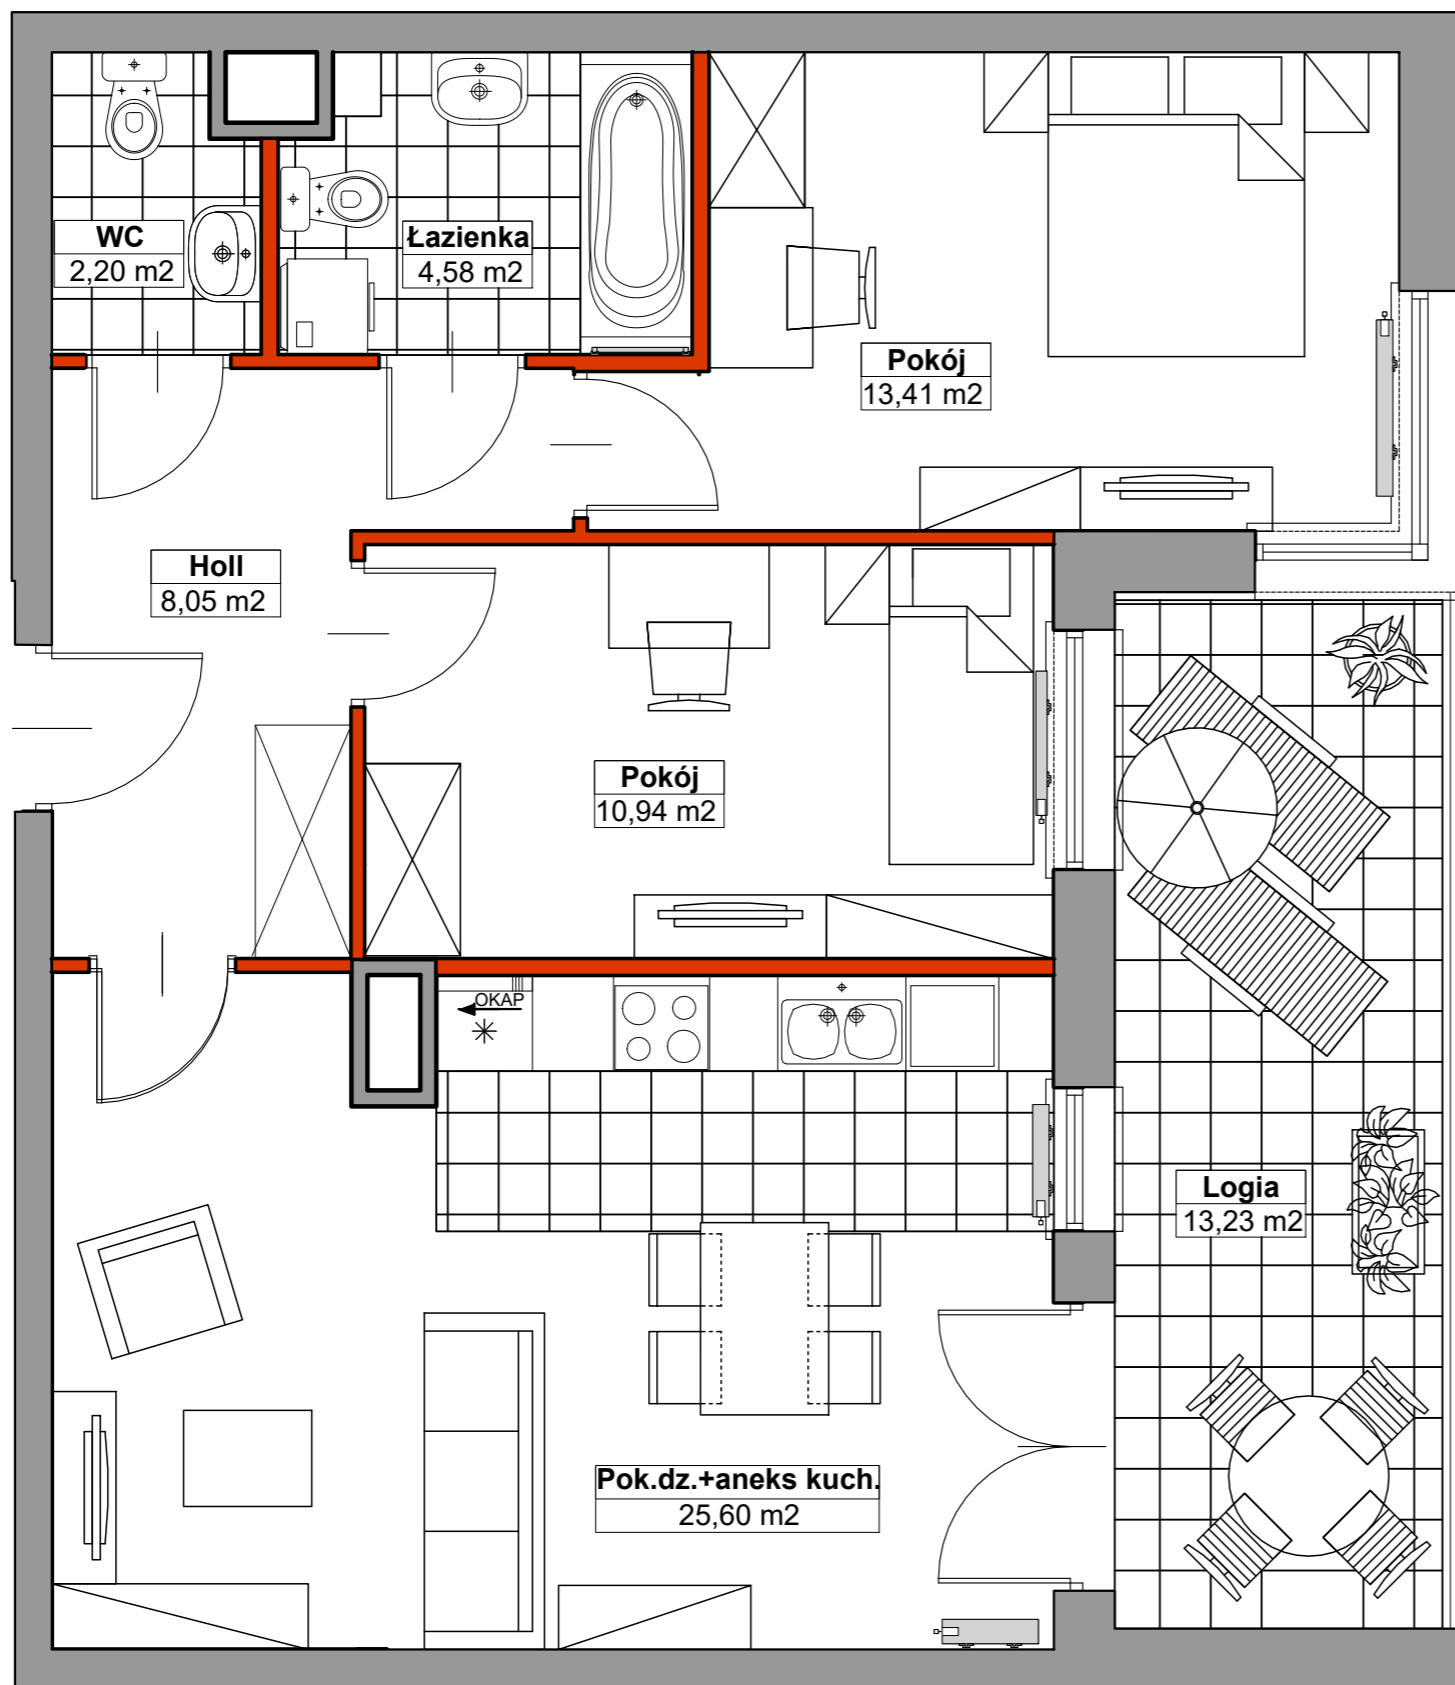 WC
2,20 m2
Łazienka
4,58 m2
Pokój
13,41 m2
Holl
8,05 m2
Pokój
10,94 m2
OKAP
Logia
13,23 m2
Pok.dz.+aneks kuch.
25,60 m2